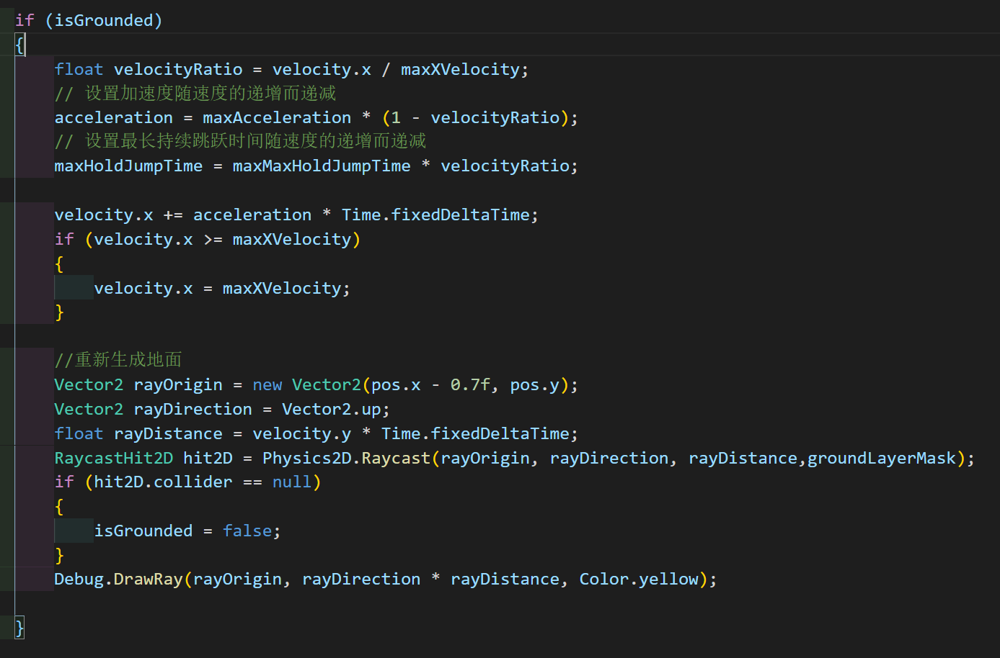 if (isGrounded)
{
float velocityRatio = velocity.x / maxXVelocity;
// 设置加速度随速度的递增而递减
acceleration = maxAcceleration * (1 - velocityRatio);
// 设置最长持续跳跃时间随速度的递增而递减
maxHoldJumpTime = maxMaxHoldJumpTime * velocityRatio;
velocity.x += acceleration * Time.fixedDeltaTime;
if (velocity.x >= maxXVelocity)
{
velocity.x = maxXVelocity;
}
//重新生成地面
Vector2 rayOrigin = new Vector2(pos.x - 0.7f, pos.y);
Vector2 rayDirection = Vector2.up;
float rayDistance = velocity.y * Time.fixedDeltaTime;
RaycastHit2D hit2D = Physics2D.Raycast(rayOrigin, rayDirection, rayDistance,groundLayerMask);
if (hit2D.collider == null)
{
isGrounded = false;
}
Debug.DrawRay(rayOrigin, rayDirection * rayDistance, Color.yellow);
}